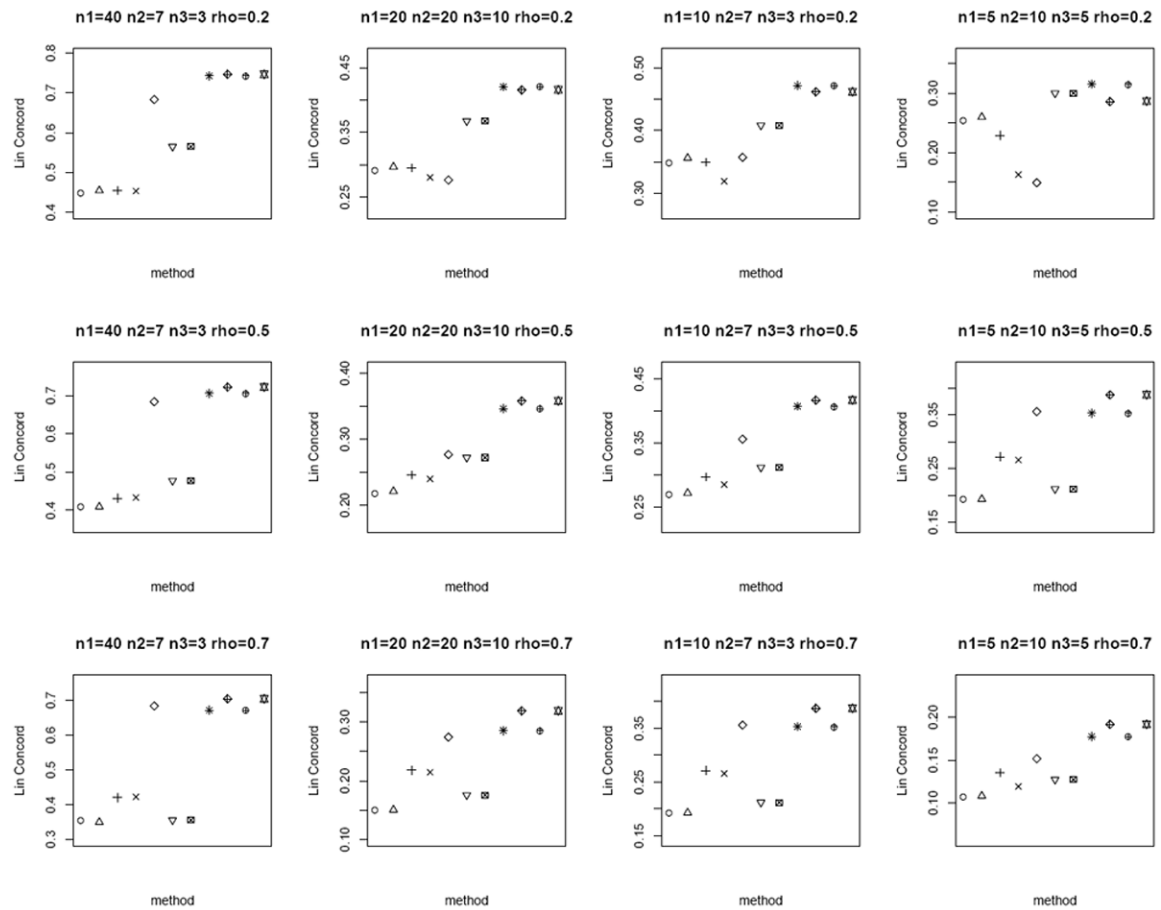 n1=40 n2=7 n3=3 rho=0.2
n1=20 n2=20 n3=10 rho=0.2
n1=10 n2=7 n3=3 rho=0.2
n1=5 n2=10 n3=5 rho=0.2
Lin Concord
0.4 0.5 0.6 0.7 0.8
Lin Concord
0.25 0.35 0.45
Lin Concord
0.30 0.40 0.50
Lin Concord
0.10 0.20 0.30
method
method
method
method
n1=40 n2=7 n3=3 rho=0.5
n1=20 n2=20 n3=10 rho=0.5
n1=10 n2=7 n3=3 rho=0.5
n1=5 n2=10 n3=5 rho=0.5
Lin Concord
0.4 0.5 0.6 0.7
Lin Concord
0.20 0.30 0.40
Lin Concord
0.25 0.35 0.45
Lin Concord
0.15 0.25 0.35
method
method
method
method
n1=40 n2=7 n3=3 rho=0.7
n1=20 n2=20 n3=10 rho=0.7
n1=10 n2=7 n3=3 rho=0.7
n1=5 n2=10 n3=5 rho=0.7
Lin Concord
0.3 0.4 0.5 0.6 0.7
Lin Concord
0.10 0.20 0.30
Lin Concord
0.15 0.25 0.35
Lin Concord
0.10 0.15 0.20
method
method
method
method